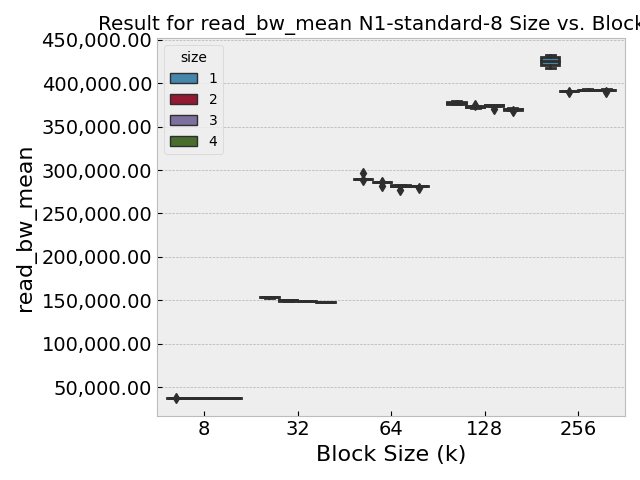 Result for read_bw_mean N1-standard-8 Size vs. Block
450,000.00
400,000.00
350,000.00
300,000.00
250,000.00
200,000.00
150,000.00
100,000.00
50,000.00
read_bw_mean
size
1
2
3
4
8 32 64 128 256
Block Size (k)